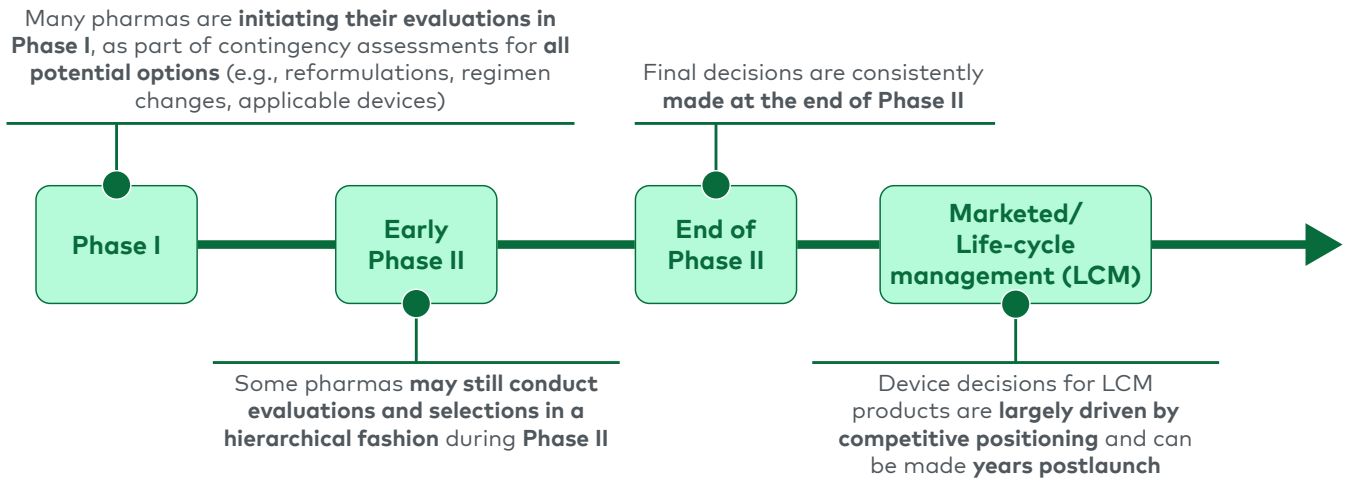 Many pharmas are initiating their evaluations in
Phase I, as part of contingency assessments for all
potential options (e.g., reformulations, regimen
changes, applicable devices)
Final decisions are consistently
made at the end of Phase II
Phase I
Early
Phase II
End of
Phase II
Marketed/
Life-cycle
management (LCM)
Some pharmas may still conduct
evaluations and selections in a
hierarchical fashion during Phase II
Device decisions for LCM
products are largely driven by
competitive positioning and can
be made years postlaunch